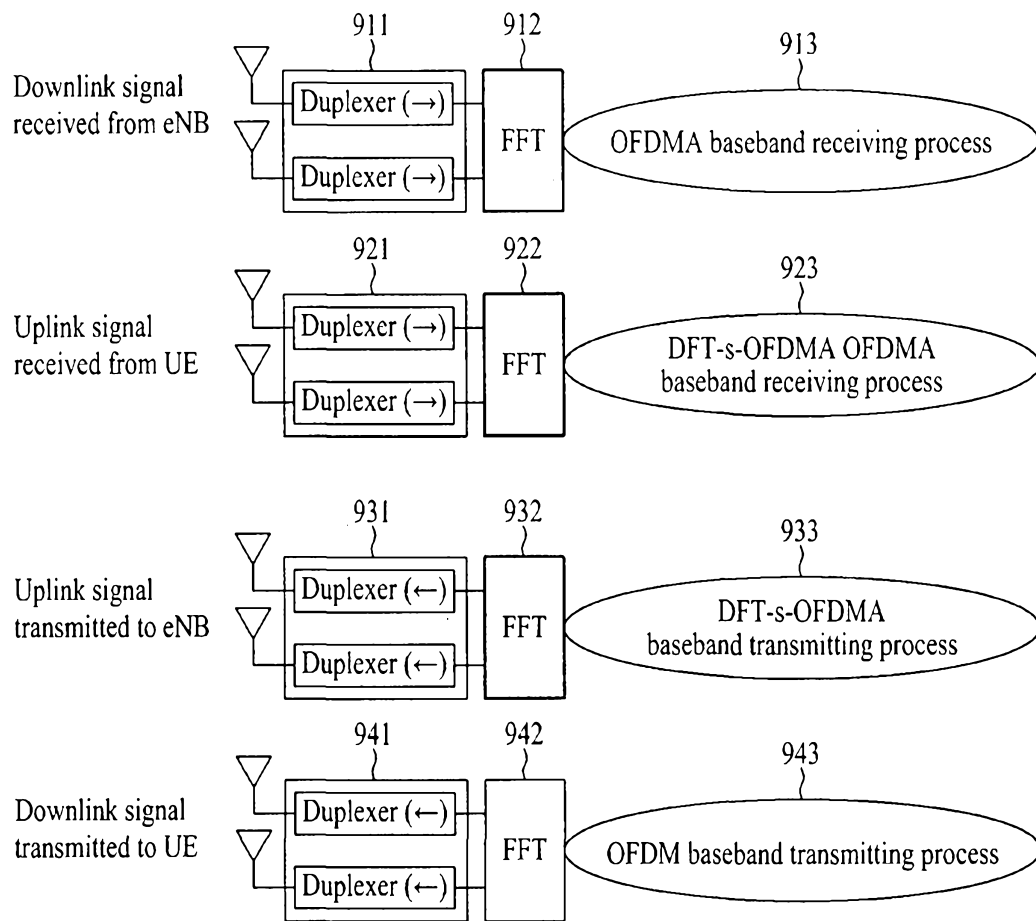 911
912
913
Downlink signal
received from eNB
Duplexer (→)
Duplexer (→)
FFT
OFDMA baseband receiving process
921
922
923
Uplink signal
received from UE
Duplexer (→)
Duplexer (→)
FFT
DFT-s-OFDMA OFDMA
baseband receiving process
931
932
933
Uplink signal
transmitted to eNB
Duplexer (←)
Duplexer (←)
FFT
DFT-s-OFDMA
baseband transmitting process
941
942
943
Downlink signal
transmitted to UE
Duplexer (←)
Duplexer (←)
FFT
OFDM baseband transmitting process